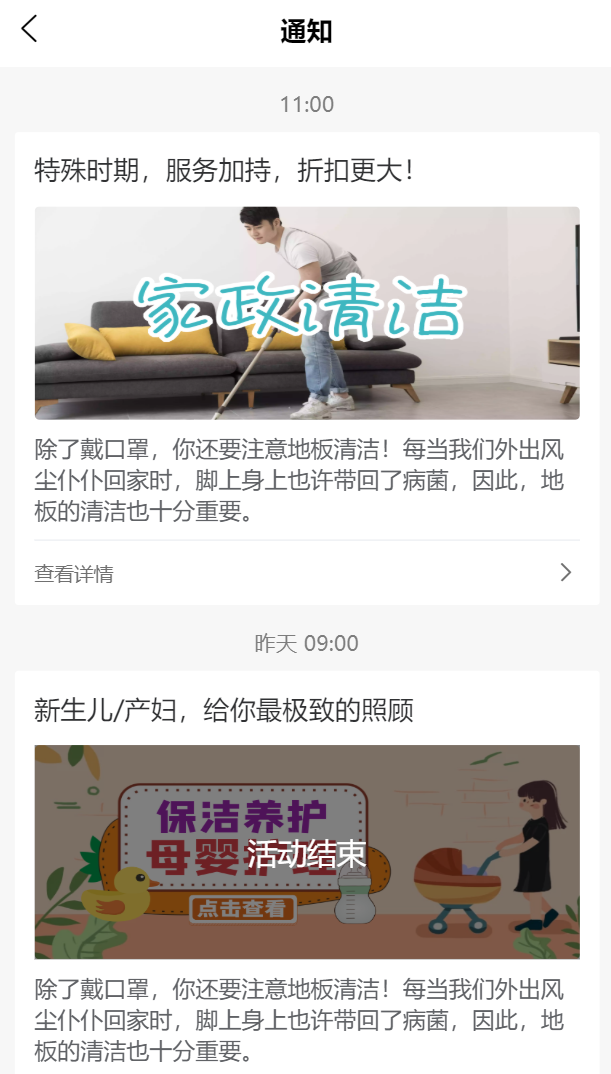 通知
11:00
特殊时期，服务加持，折扣更大！
家政清洁
除了戴口罩，你还要注意地板清洁！每当我们外出风
尘仆仆回家时，脚上身上也许带回了病菌，因此，地
板的清洁也十分重要。
查看详情
昨天 09:00
新生儿/产妇，给你最极致的照顾
保洁养护
母婴
活动结束
点击查看
除了戴口罩，你还要注意地板清洁！每当我们外出风
尘仆仆回家时，脚上身上也许带回了病菌，因此，地
板的清洁也十分重要。